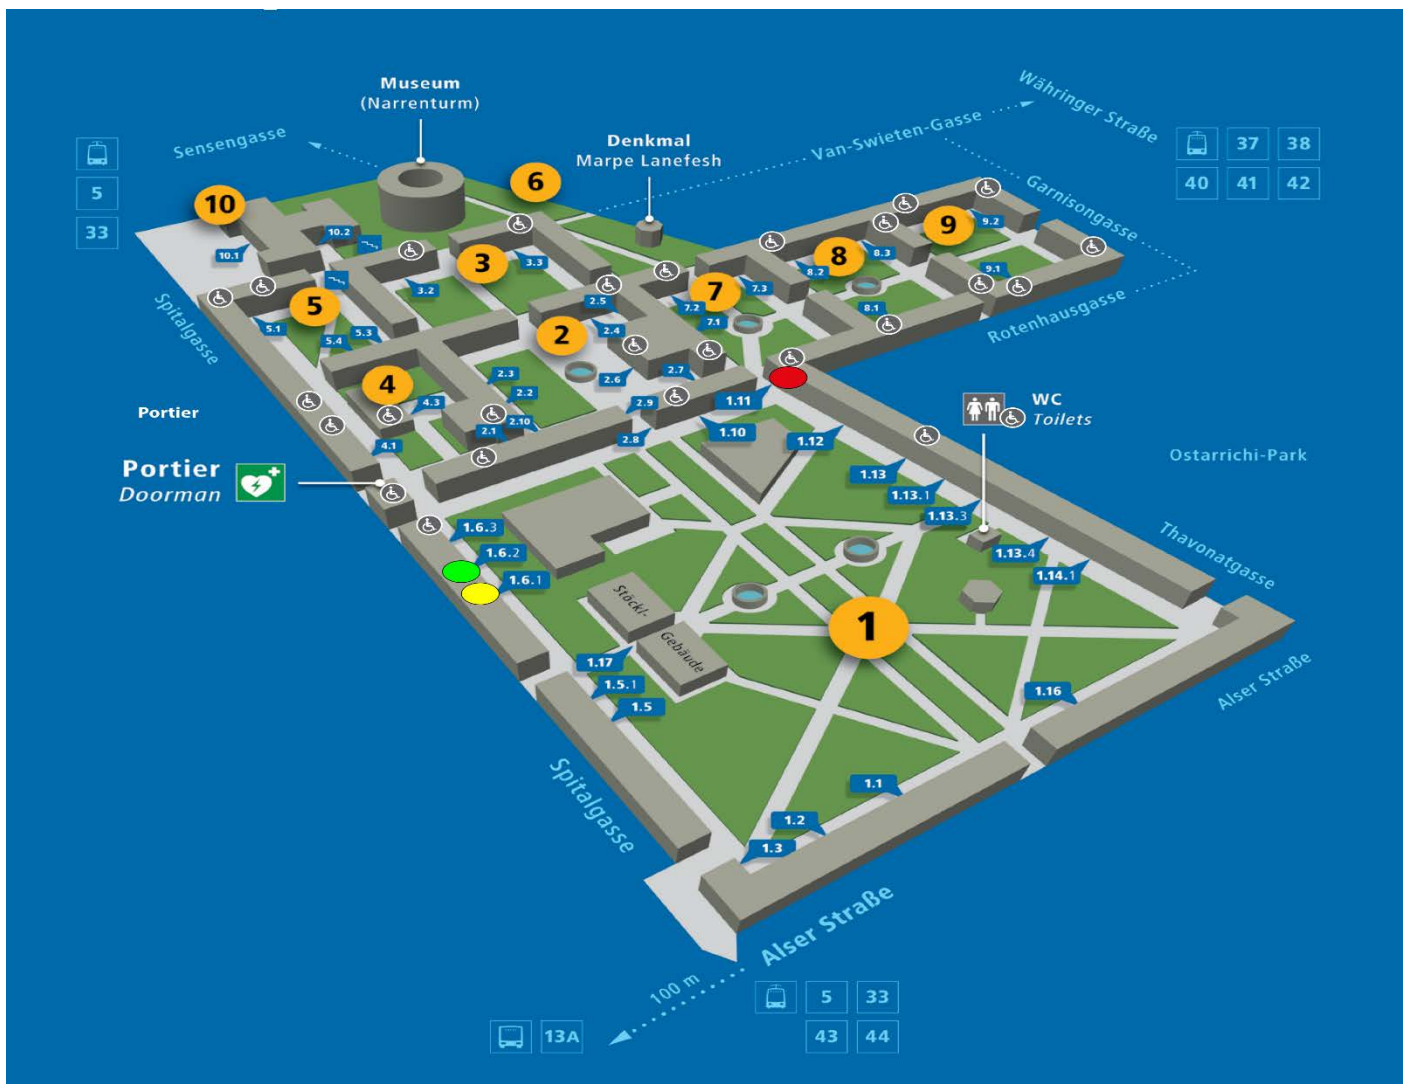 Museum
(Narrenturm)
Denkmal
Marpe Lanefesh
Sensengasse
Van-Swieten-Gasse
Währinger Straße
37 38
40 41 42
5
33
Garnisongasse
Rotenhausgasse
10
6
9
3
8
7
5
2
4
10.2
10.1
3.3
3.2
9.2
9.1
8.3
8.2
8.1
7.3
7.2
7.1
5.1
5.3
5.4
2.5
2.4
2.6
2.7
2.3
2.2
2.10
2.1
2.9
2.8
4.3
4.1
Spitalgasse
Portier
Portier
Doorman
WC
Toilets
Ostarrichi-Park
Thavonatgasse
1.11
1.10
1.12
1.13
1.13.1
1.13.3
1.13.4
1.14.1
1.6.3
1.6.2
1.6.1
Stöckl-
Gebäude
1
1.17
1.5.1
1.5
1.16
1.1
1.2
1.3
Spitalgasse
Alser Straße
Alser Straße
100 m
13A
5 33
43 44